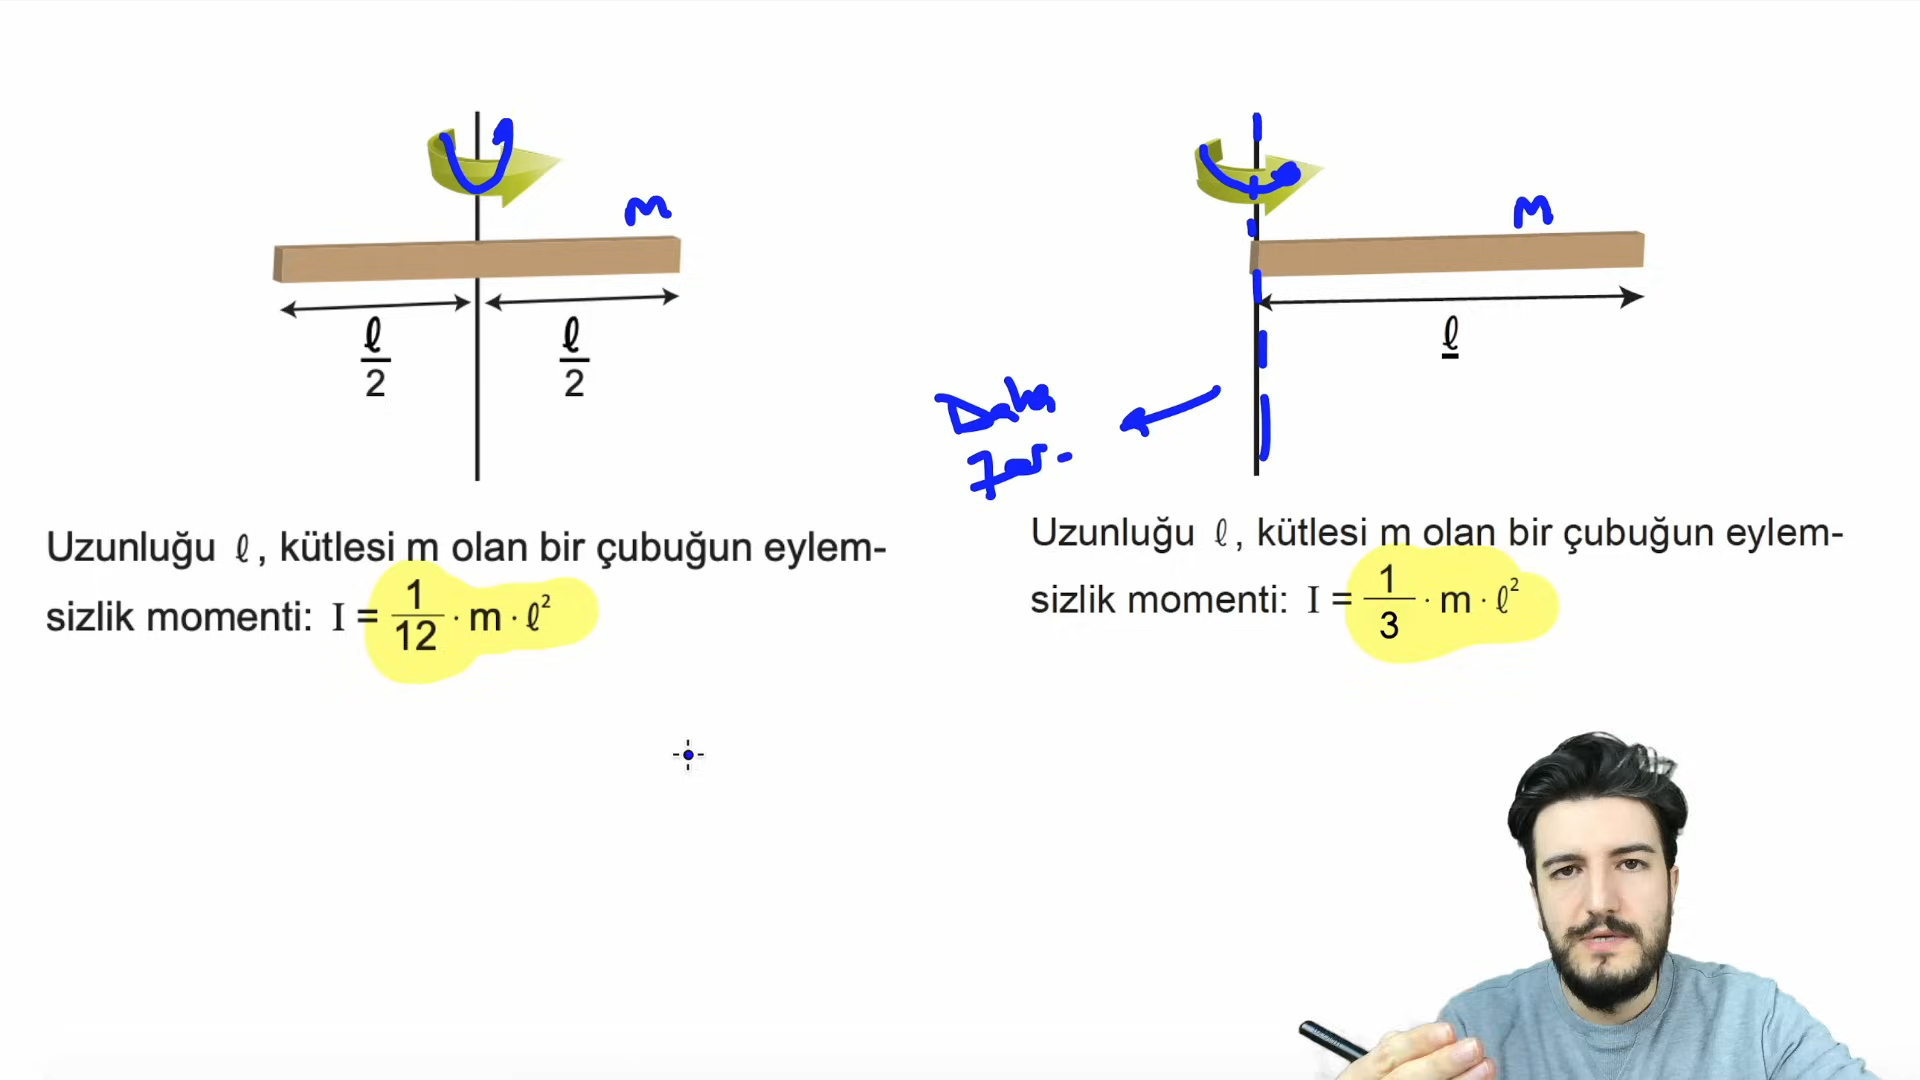 m
ℓ/2
ℓ/2
Uzunluğu ℓ, kütlesi m olan bir çubuğun eylem-
sizlik momenti: I = 1/12 · m · ℓ²
m
ℓ
Daha
zor.
Uzunluğu ℓ, kütlesi m olan bir çubuğun eylem-
sizlik momenti: I = 1/3 · m · ℓ²